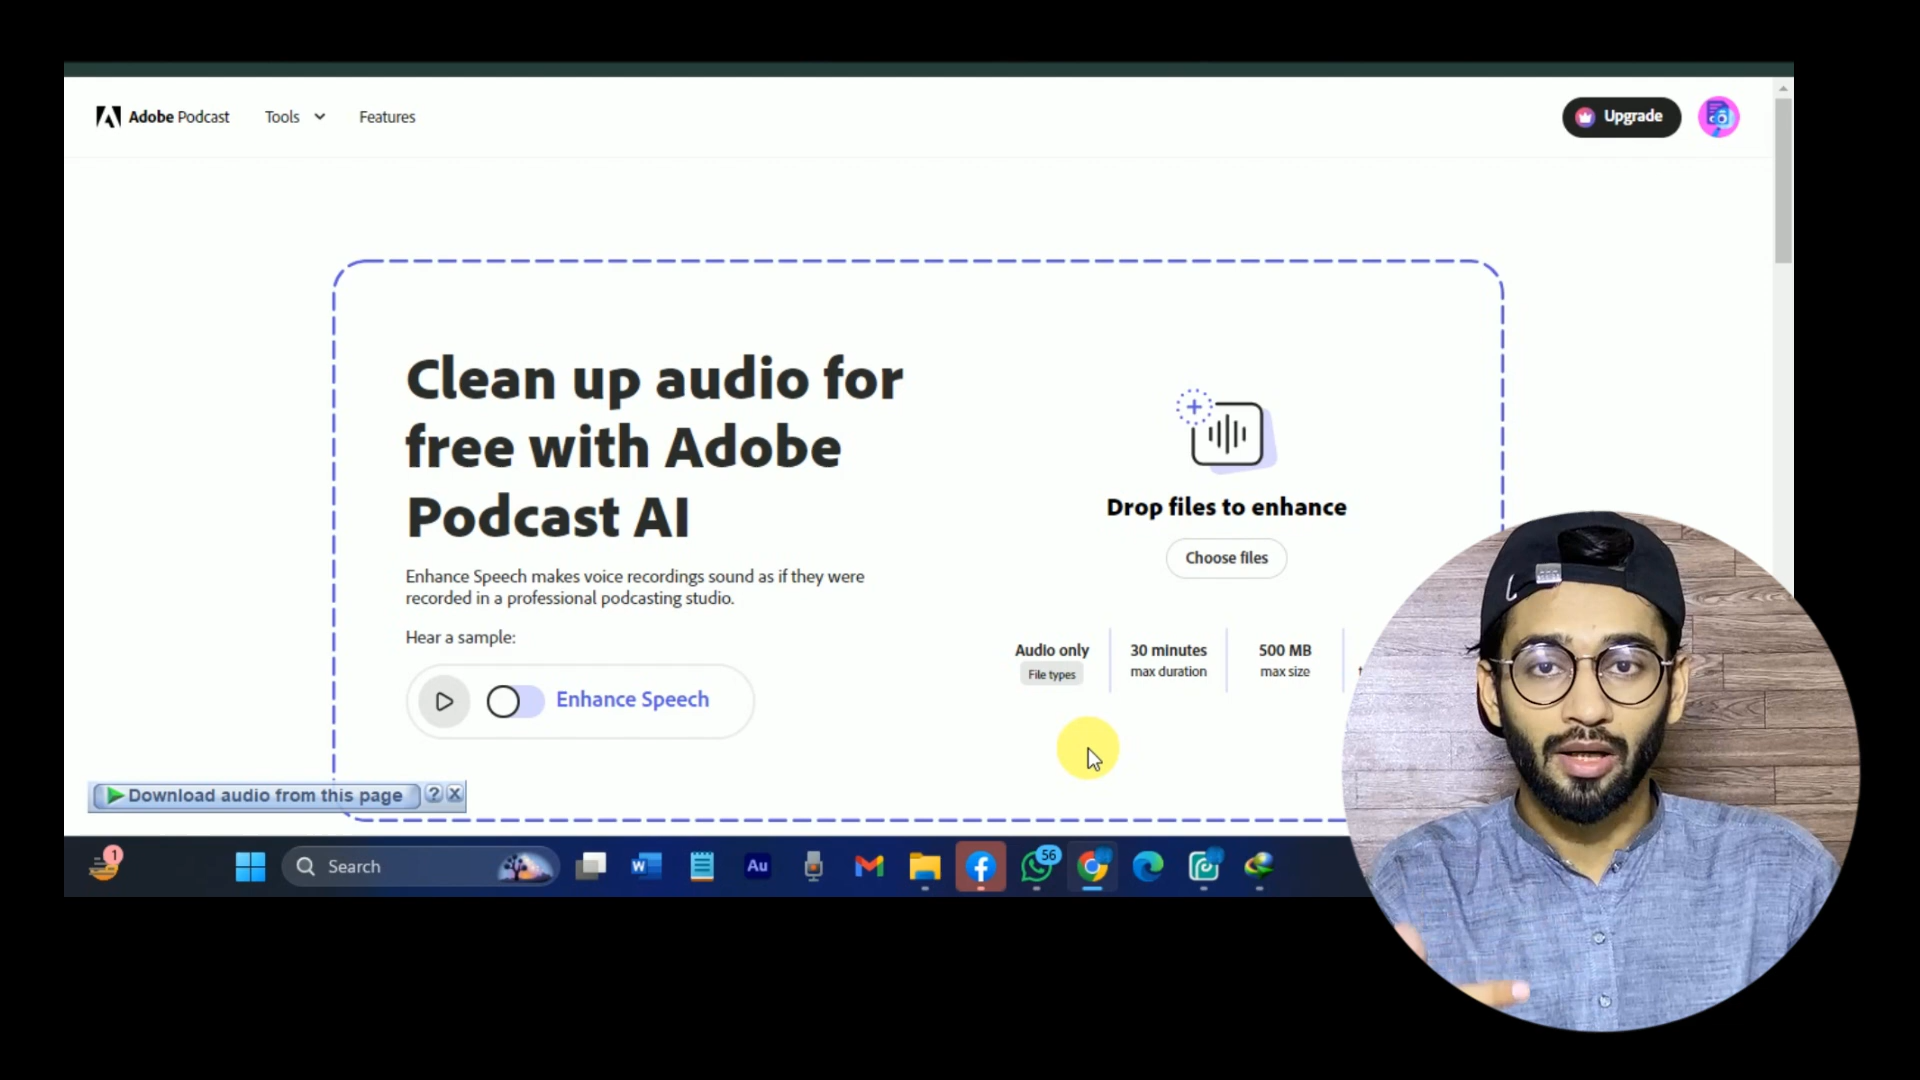 Adobe Podcast
Tools
Features
Upgrade
Clean up audio for
free with Adobe
Podcast AI
Enhance Speech makes voice recordings sound as if they were
recorded in a professional podcasting studio.
Hear a sample:
Enhance Speech
Drop files to enhance
Choose files
Audio only
File types
30 minutes
max duration
500 MB
max size
Download audio from this page
?
X
1
Search
W
Au
56